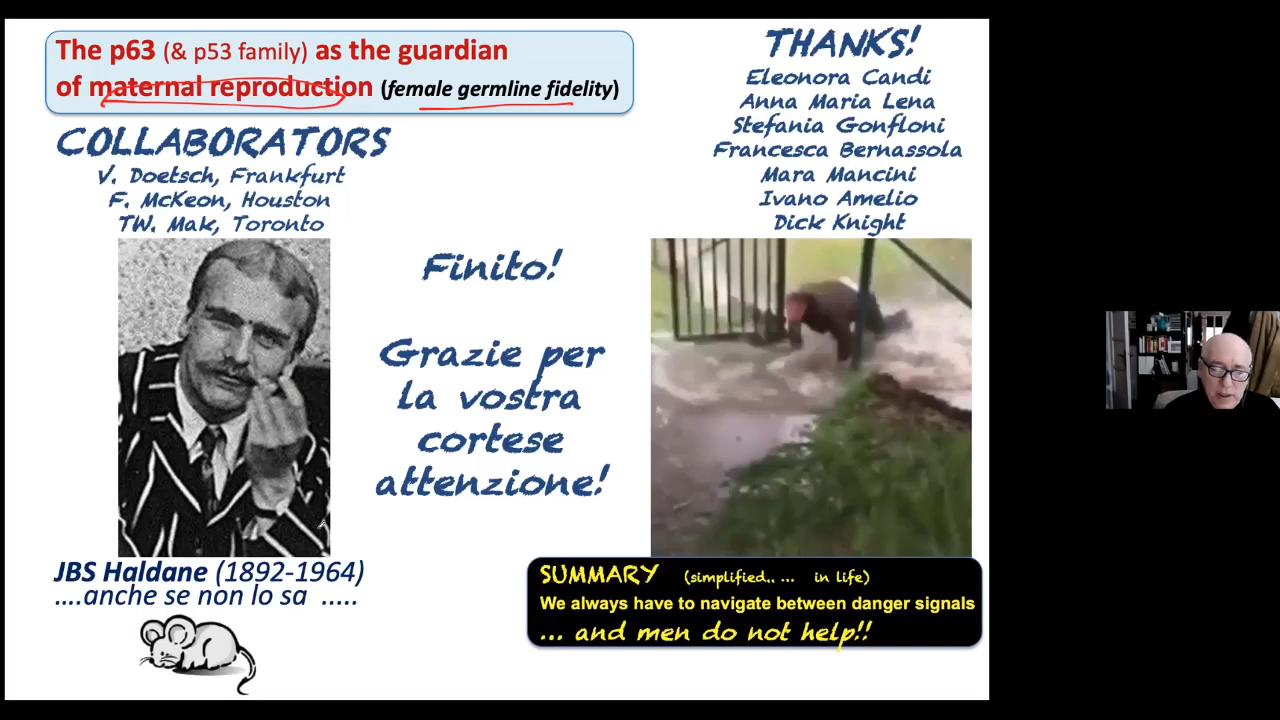 The p63 (& p53 family) as the guardian
of maternal reproduction (female germline fidelity)
COLLABORATORS
V. Doetsch, Frankfurt
F. McKeon, Houston
TW. Mak, Toronto
THANKS!
Eleonora Candi
Anna Maria Lena
Stefania Gonfloni
Francesca Bernassola
Mara Mancini
Ivano Amelio
Dick Knight
Finito!
Grazie per
la vostra
cortese
attenzione!
JBS Haldane (1892-1964)
....anche se non lo sa .....
SUMMARY (simplified.. ... in life)
We always have to navigate between danger signals
... and men do not help!!